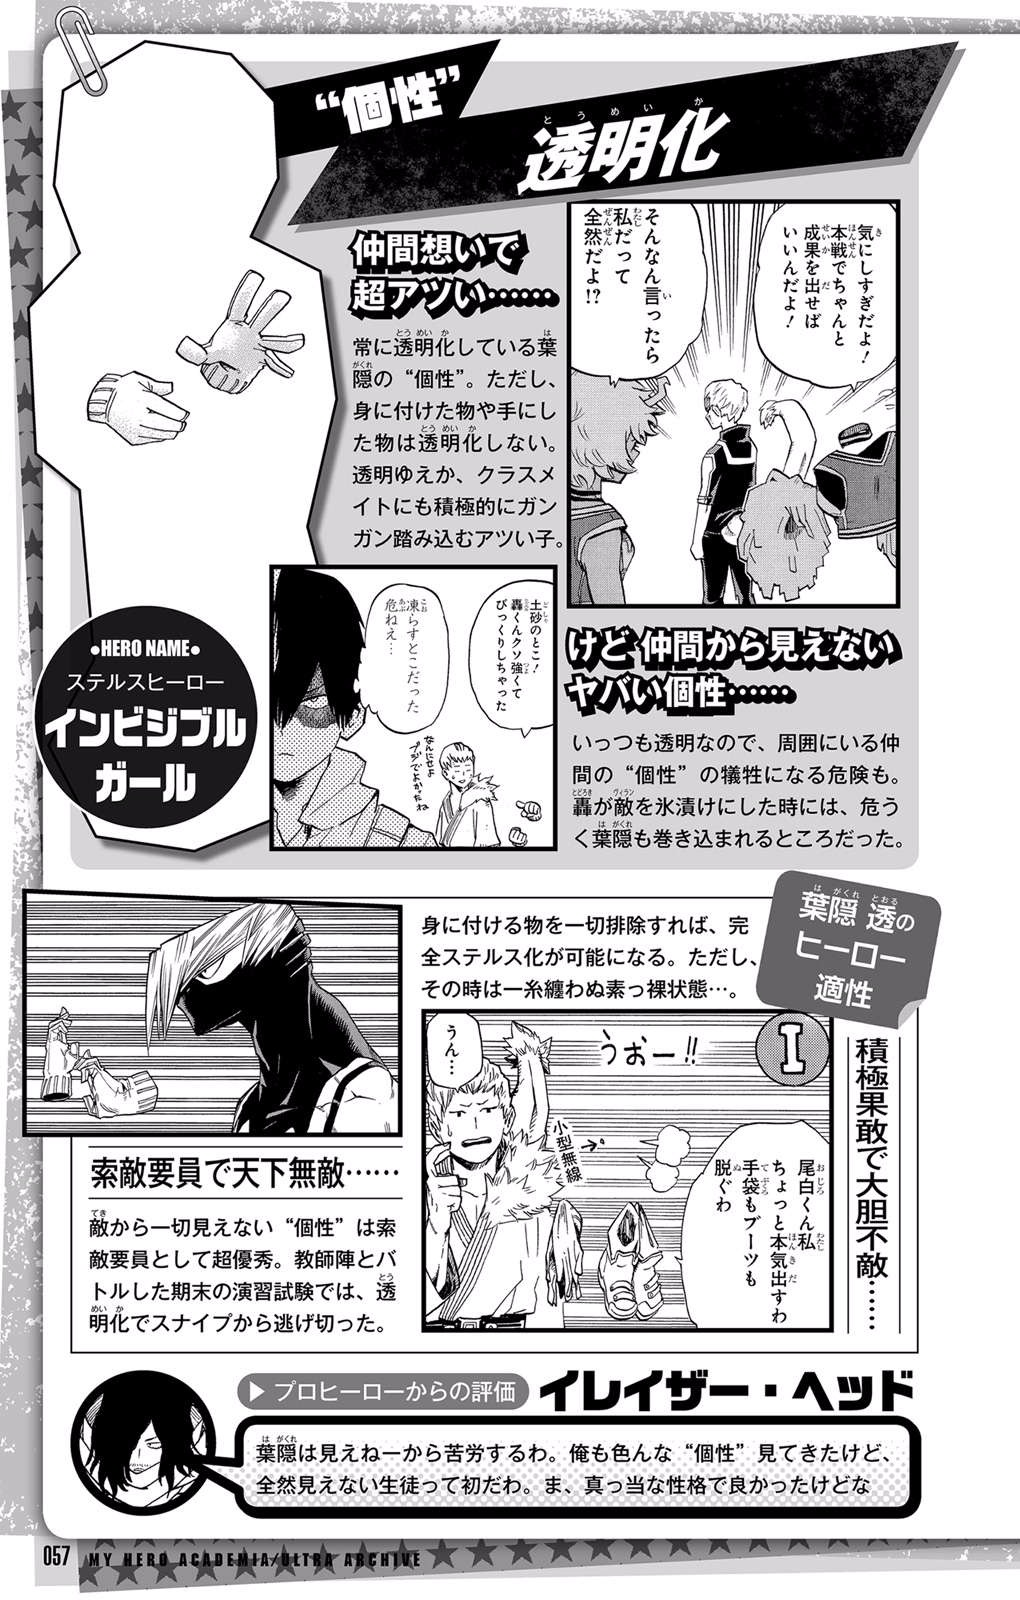 “個性”
透明化
仲間想いで
超アツい……
常に透明化している葉
隠の“個性”。ただし、
身に付けた物や手にし
た物は透明化しない。
透明ゆえか、クラスメ
イトにも積極的にガン
ガン踏み込むアツい子。
気にしすぎだよ!
本戦でちゃんと
成果を出せば
いいんだよ!
そんなん言ったら
私だって
全然だよ!?
●HERO NAME●
ステルスヒーロー
インビジブル
ガール
土砂のとこ!
轟くんクソ強くて
びっくりしちゃった
凍らすとこだった
危ねえ…
なんにせよ
ブジでよかったね
けど 仲間から見えない
ヤバい個性……
いっつも透明なので、周囲にいる仲
間の“個性”の犠牲になる危険も。
轟が敵を氷漬けにした時には、危う
く葉隠も巻き込まれるところだった。
葉隠 透の
ヒーロー
適性
積極果敢で大胆不敵……
身に付ける物を一切排除すれば、完
全ステルス化が可能になる。ただし、
その時は一糸纏わぬ素っ裸状態…。
I
うおー!!
うん…
小型無線
尾白くん私
ちょっと本気出すわ
手袋もブーツも
脱ぐわ
索敵要員で天下無敵……
敵から一切見えない“個性”は索
敵要員として超優秀。教師陣とバ
トルした期末の演習試験では、透
明化でスナイプから逃げ切った。
▶プロヒーローからの評価
イレイザー・ヘッド
葉隠は見えねーから苦労するわ。俺も色んな“個性”見てきたけど、
全然見えない生徒って初だわ。ま、真っ当な性格で良かったけどな
057
MY HERO ACADEMIA/ULTRA ARCHIVE